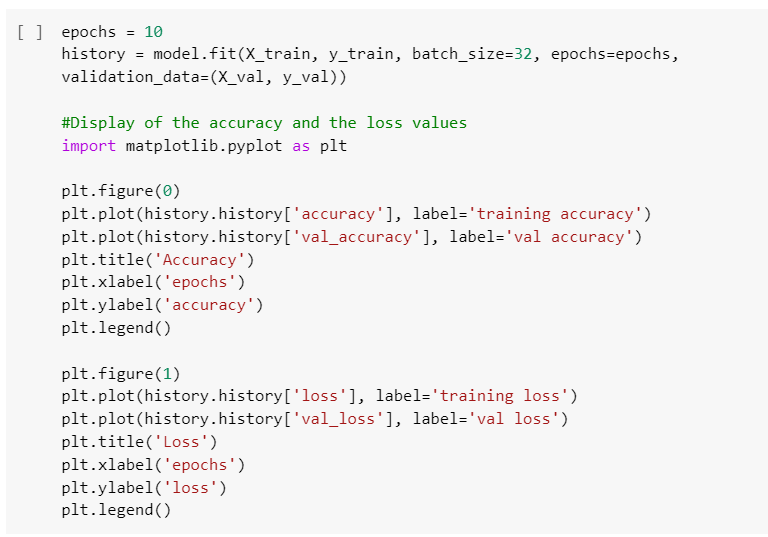 [ ] epochs = 10
history = model.fit(X_train, y_train, batch_size=32, epochs=epochs,
validation_data=(X_val, y_val))
#Display of the accuracy and the loss values
import matplotlib.pyplot as plt
plt.figure(0)
plt.plot(history.history['accuracy'], label='training accuracy')
plt.plot(history.history['val_accuracy'], label='val accuracy')
plt.title('Accuracy')
plt.xlabel('epochs')
plt.ylabel('accuracy')
plt.legend()
plt.figure(1)
plt.plot(history.history['loss'], label='training loss')
plt.plot(history.history['val_loss'], label='val loss')
plt.title('Loss')
plt.xlabel('epochs')
plt.ylabel('loss')
plt.legend()